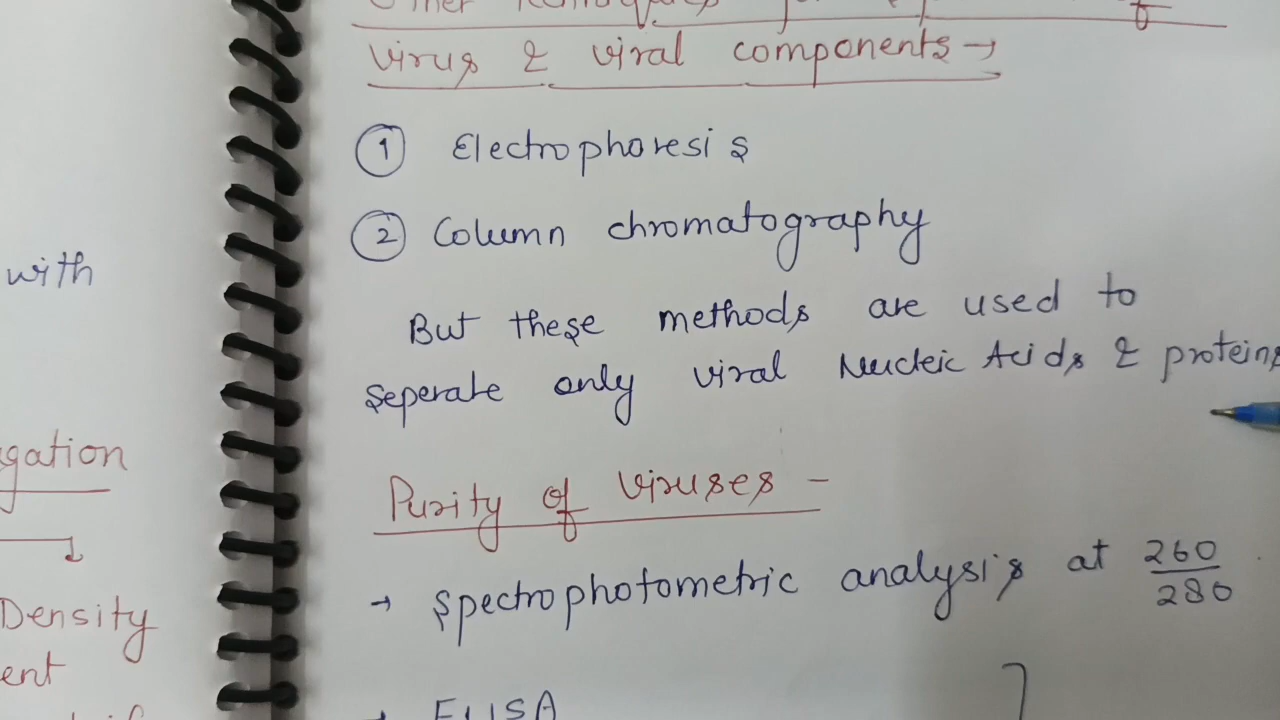 with
gation
Density
ent
virus & viral components →
① Electrophoresis
② Column chromatography
But these methods are used to
seperate only viral Nucleic Acids & proteins
Purity of viruses -
→ spectrophotometric analysis at 260/280
→ ELISA